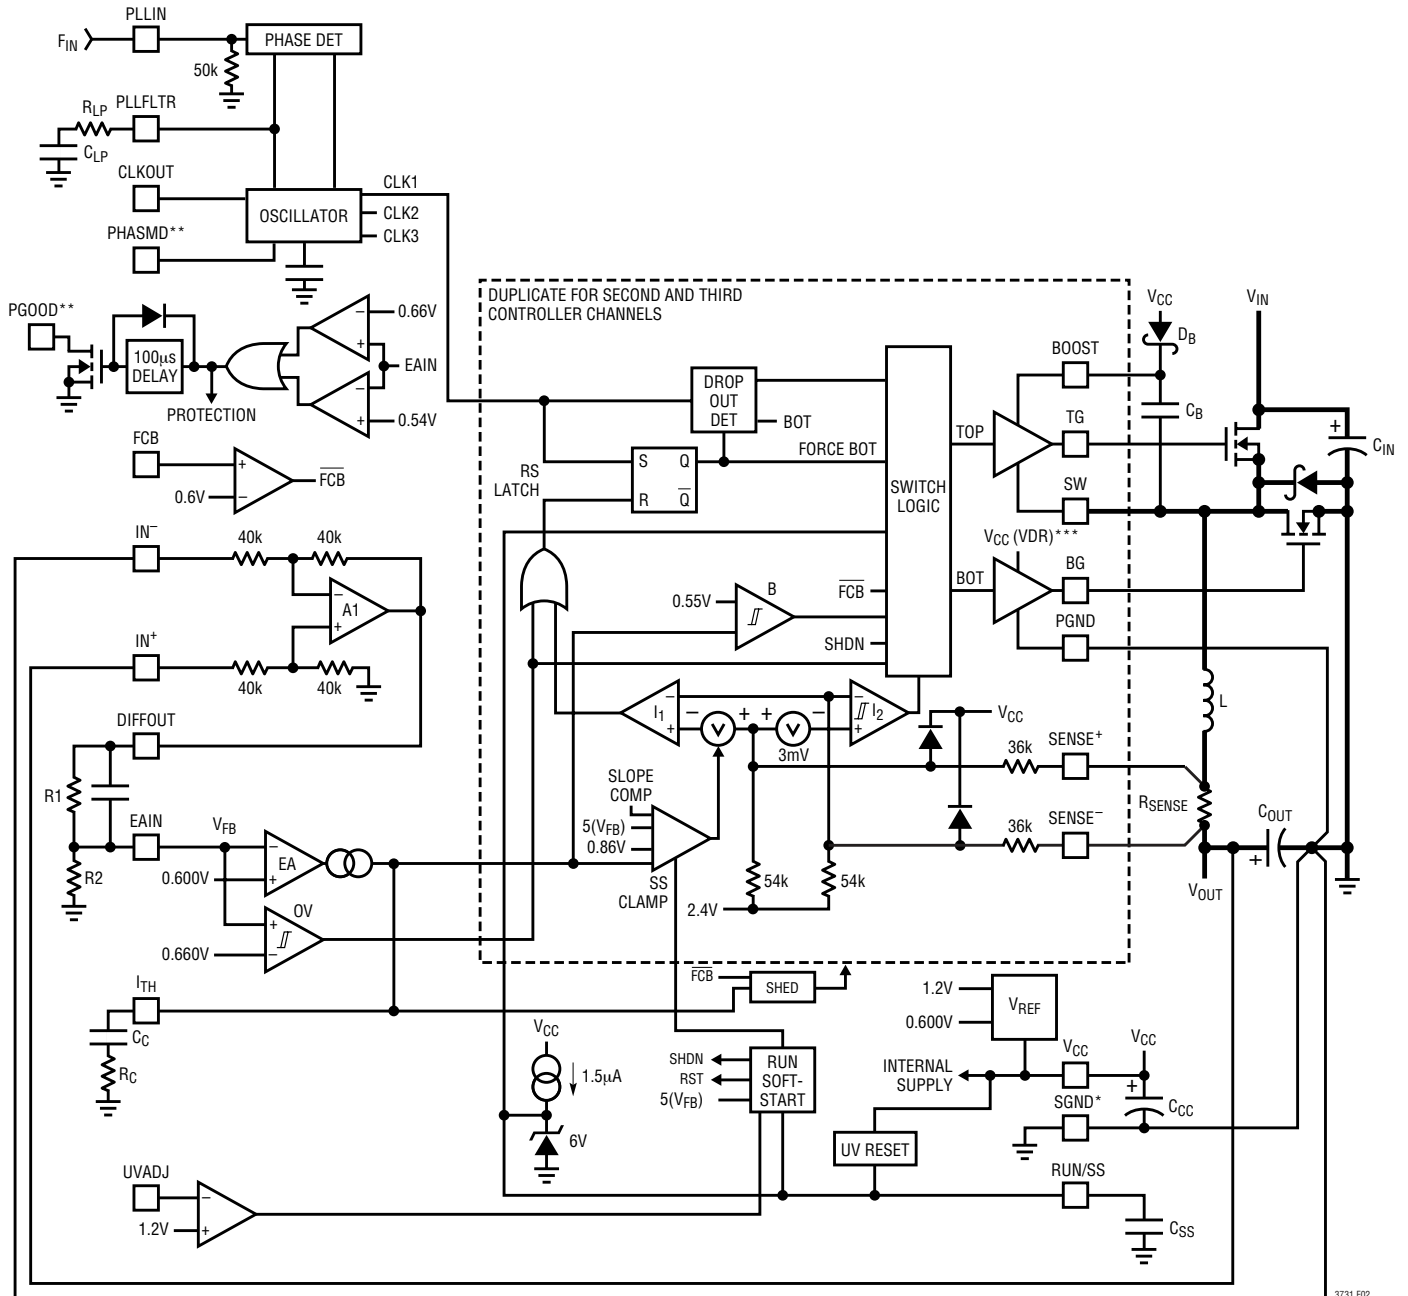 PLLIN
F_IN
PHASE DET
50k
R_LP
PLLFLTR
C_LP
CLKOUT
CLK1
OSCILLATOR
CLK2
CLK3
PHASMD**
PGOOD**
100µs
DELAY
0.66V
–
+
EAIN
–
+
0.54V
PROTECTION
FCB
+
–
0.6V
FCB
IN–
40k
40k
–
A1
+
IN+
40k
40k
DIFFOUT
R1
EAIN
R2
V_FB
–
EA
+
0.600V
OV
+
–
0.660V
I_TH
C_C
R_C
UVADJ
–
1.2V
+
DUPLICATE FOR SECOND AND THIRD
CONTROLLER CHANNELS
DROP
OUT
DET
BOT
RS
LATCH
S
Q
R
Q
FORCE BOT
SWITCH
LOGIC
0.55V
B
FCB
SHDN
I1
–
+
–
+
+
–
3mV
–
+
I2
SLOPE
COMP
5(V_FB)
0.86V
SS
CLAMP
54k
54k
2.4V
V_CC
36k
36k
TOP
BOT
V_CC (VDR)***
V_CC
D_B
BOOST
C_B
TG
SW
BG
PGND
V_IN
+
C_IN
L
SENSE+
R_SENSE
SENSE–
C_OUT
+
V_OUT
FCB
SHED
V_CC
1.5µA
6V
SHDN
RST
5(V_FB)
RUN
SOFT-
START
1.2V
0.600V
V_REF
INTERNAL
SUPPLY
V_CC
V_CC
+
C_CC
SGND*
UV RESET
RUN/SS
C_SS
3731 F02